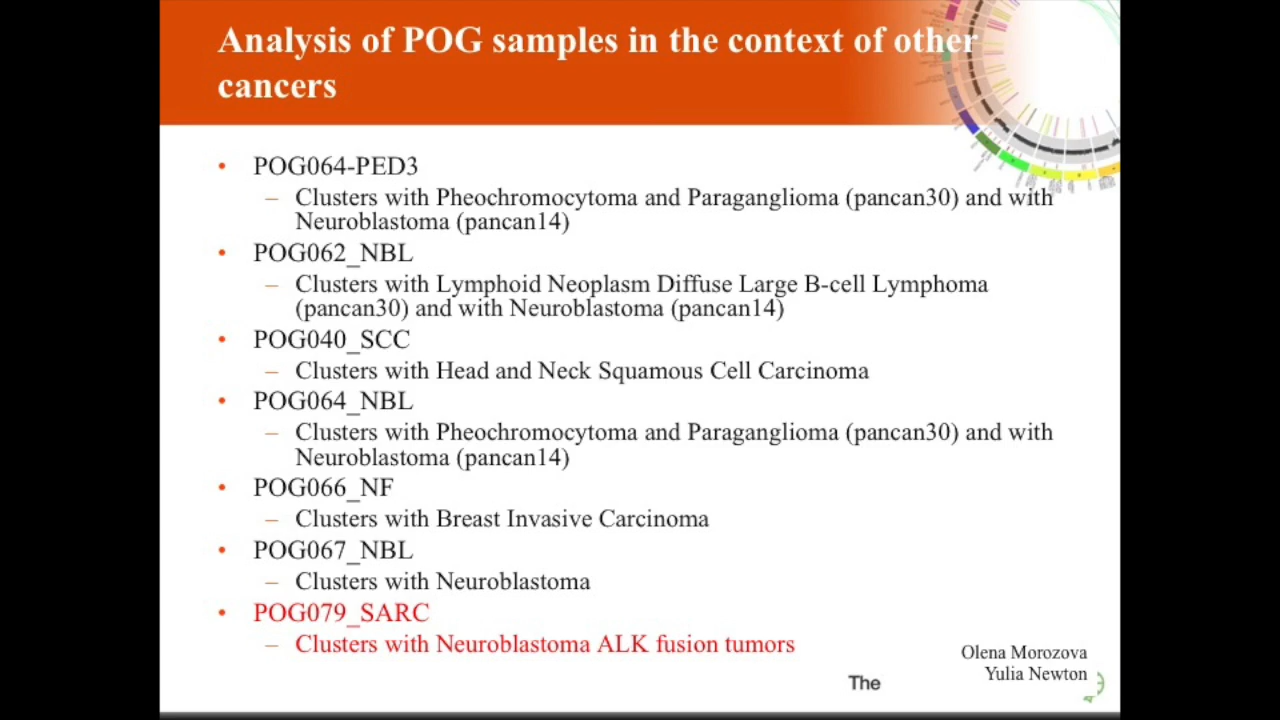 Analysis of POG samples in the context of other
cancers
• POG064-PED3
– Clusters with Pheochromocytoma and Paraganglioma (pancan30) and with
Neuroblastoma (pancan14)
• POG062_NBL
– Clusters with Lymphoid Neoplasm Diffuse Large B-cell Lymphoma
(pancan30) and with Neuroblastoma (pancan14)
• POG040_SCC
– Clusters with Head and Neck Squamous Cell Carcinoma
• POG064_NBL
– Clusters with Pheochromocytoma and Paraganglioma (pancan30) and with
Neuroblastoma (pancan14)
• POG066_NF
– Clusters with Breast Invasive Carcinoma
• POG067_NBL
– Clusters with Neuroblastoma
• POG079_SARC
– Clusters with Neuroblastoma ALK fusion tumors
Olena Morozova
Yulia Newton
The